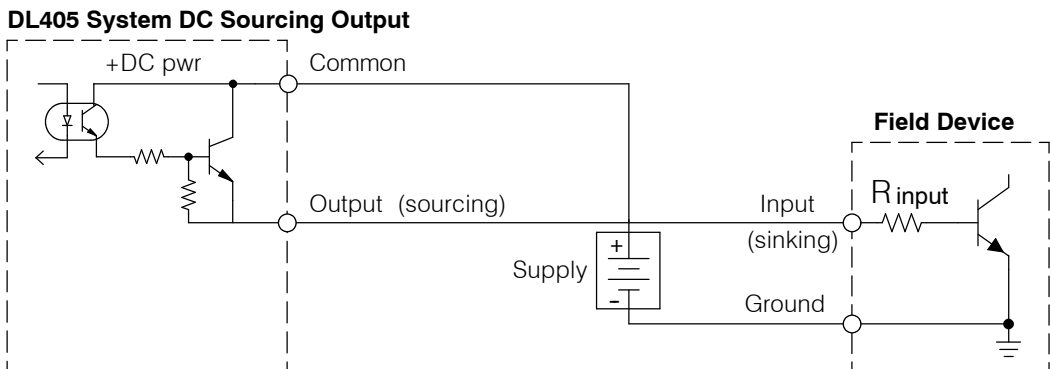 DL405 System DC Sourcing Output
+DC pwr
Common
Field Device
R input
Output (sourcing)
Input
(sinking)
+
Supply
–
Ground